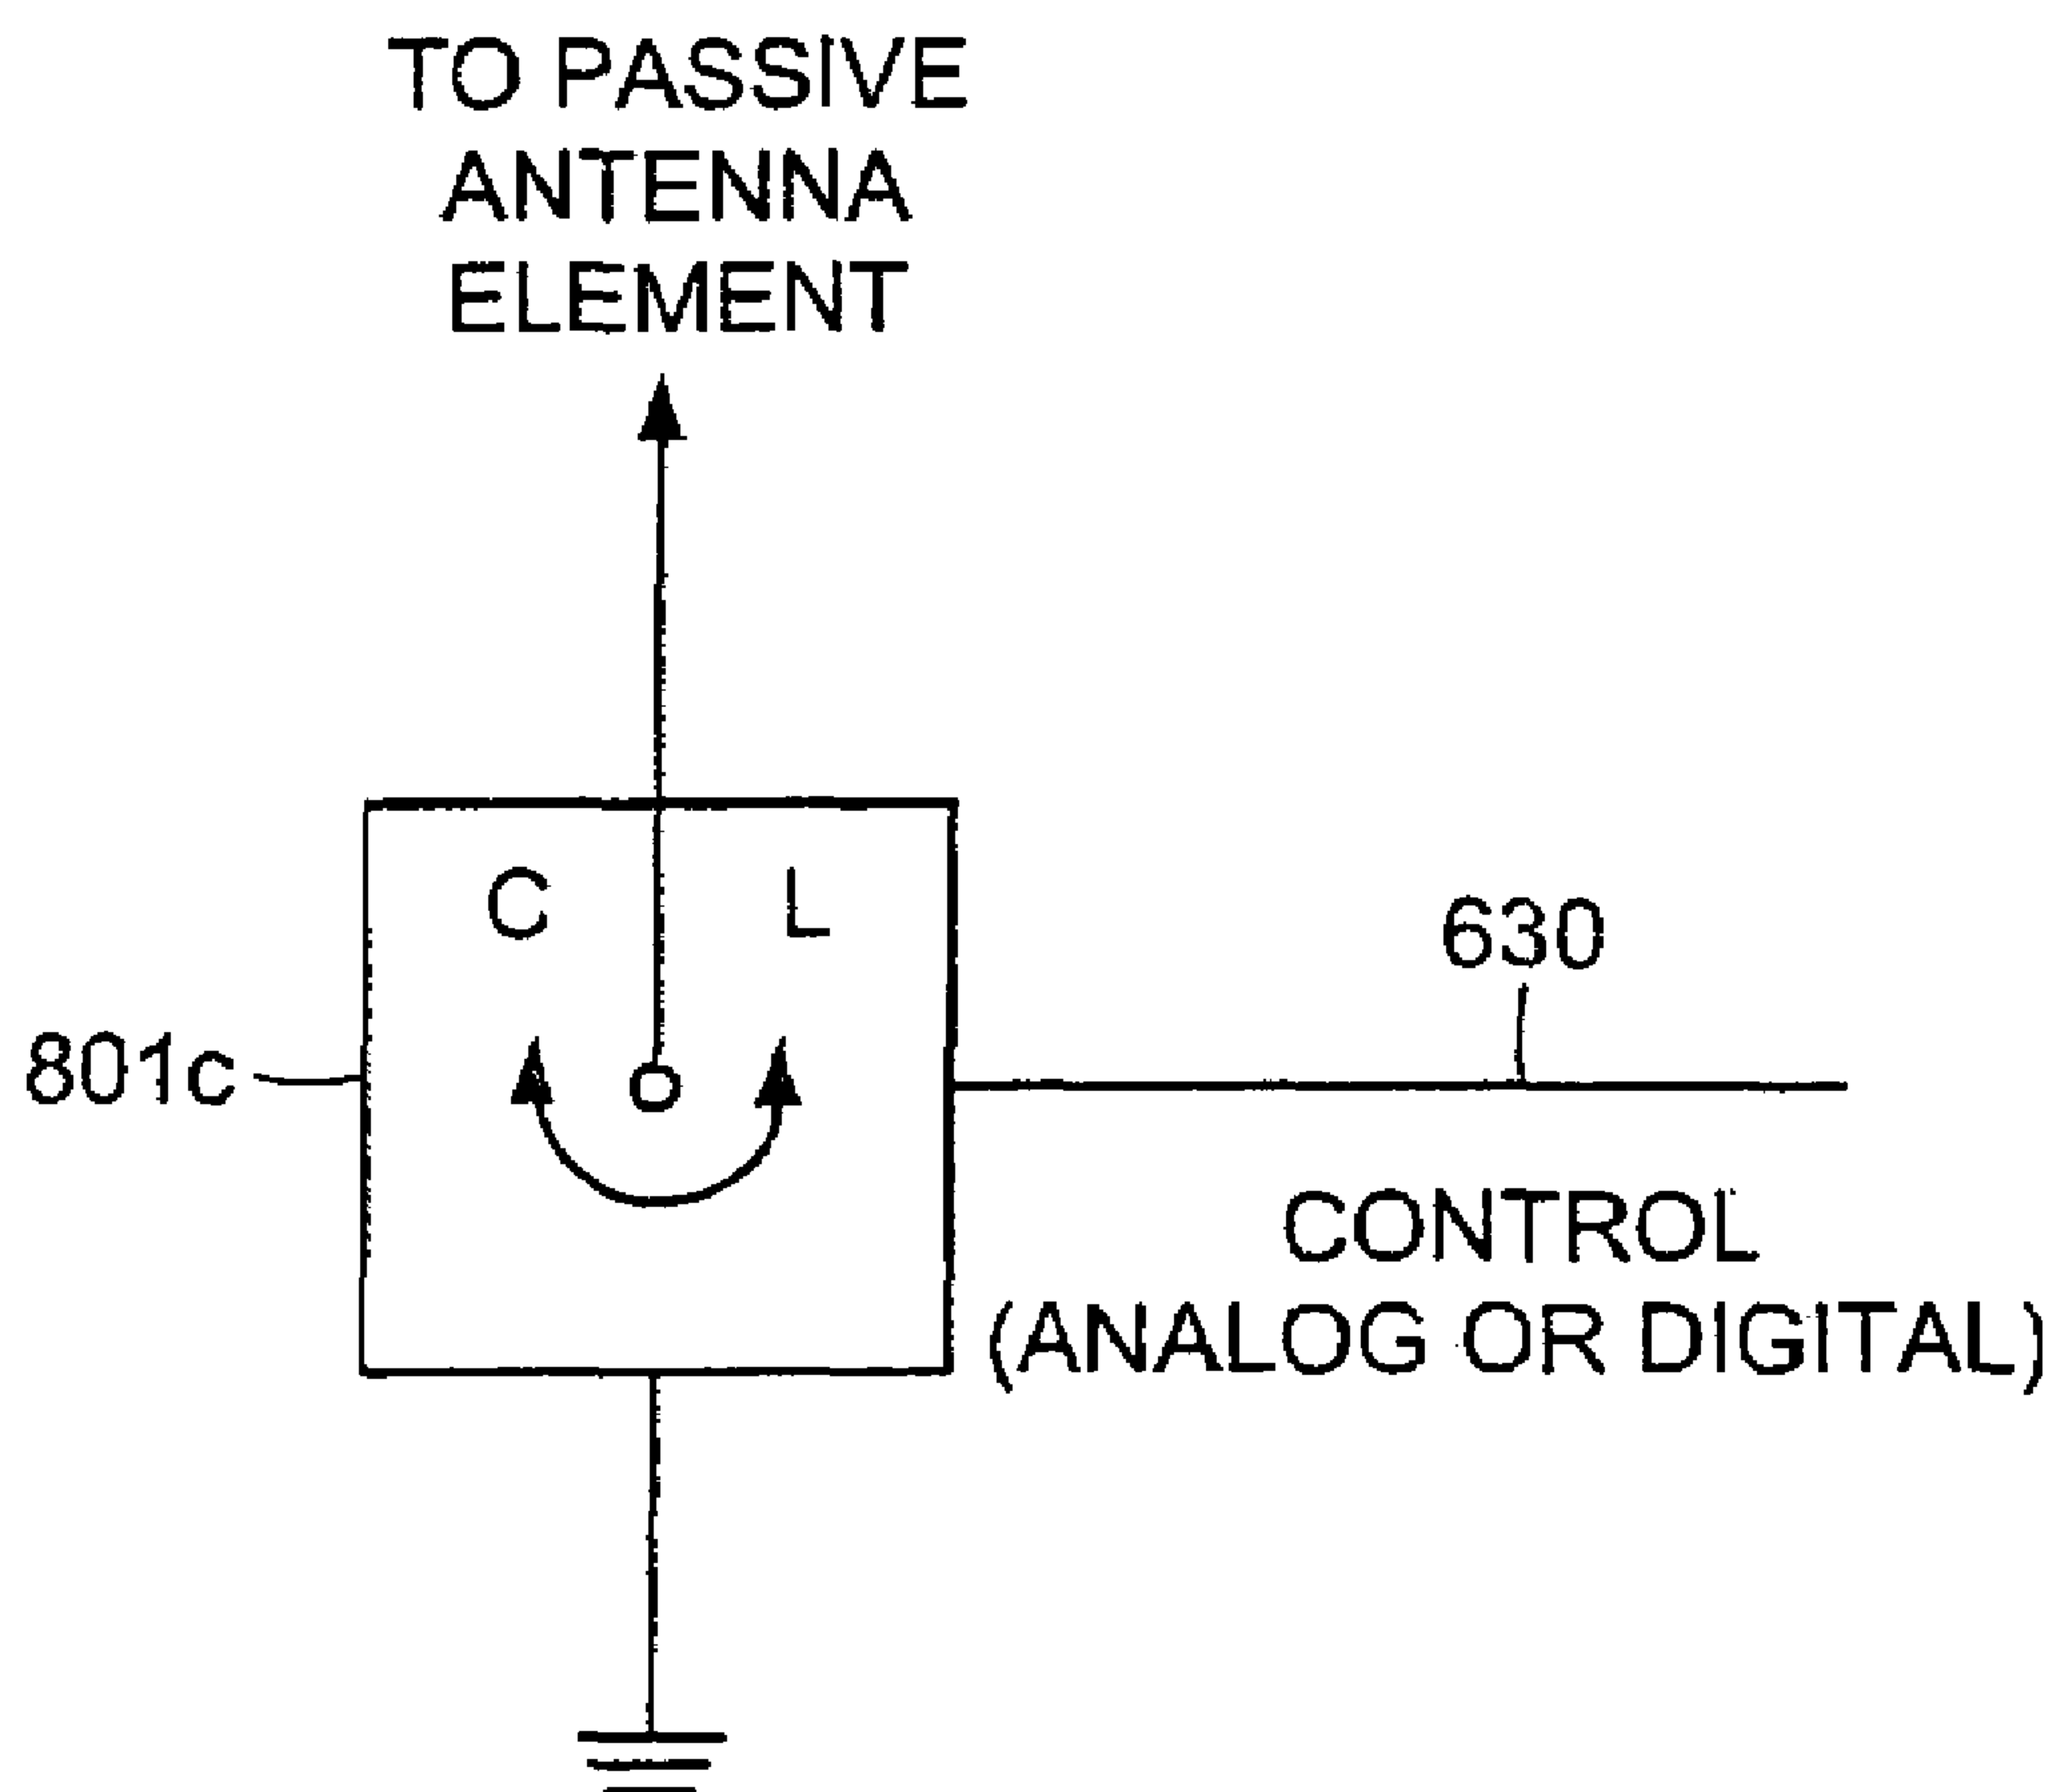 TO PASSIVE
ANTENNA
ELEMENT
C L
630
801c
CONTROL
(ANALOG OR DIGITAL)